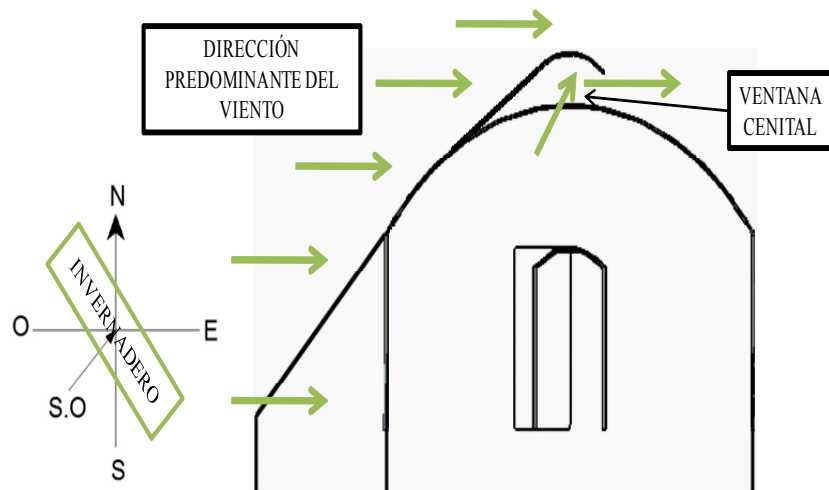 DIRECCIÓN
PREDOMINANTE DEL
VIENTO
VENTANA
CENITAL
N
INVERNADERO
O
E
S.O
S